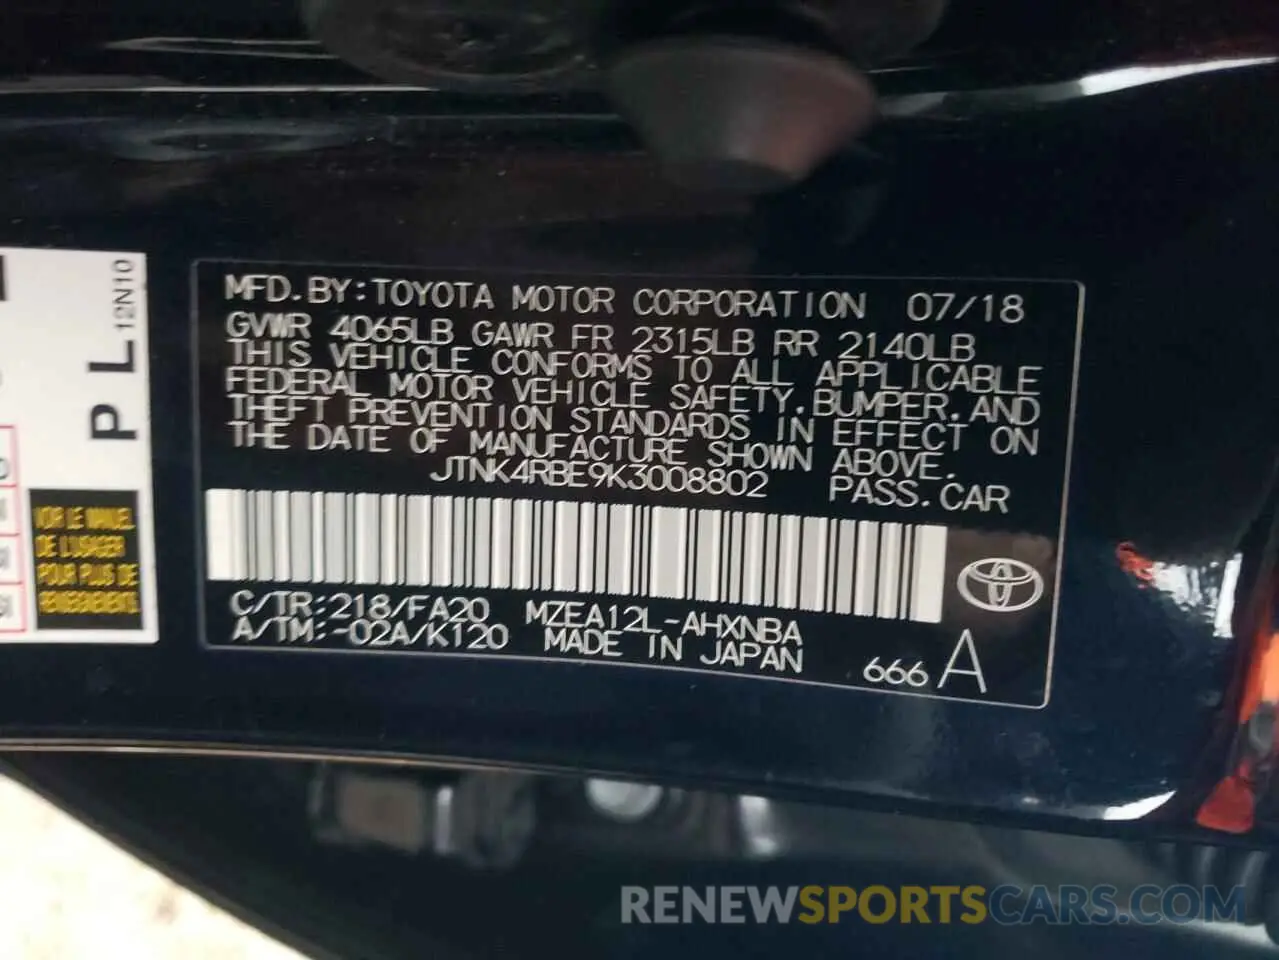 MFD.BY:TOYOTA MOTOR CORPORATION 07/18
GVWR 4065LB GAWR FR 2315LB RR 2140LB
THIS VEHICLE CONFORMS TO ALL APPLICABLE
FEDERAL MOTOR VEHICLE SAFETY,BUMPER,AND
THEFT PREVENTION STANDARDS IN EFFECT ON
THE DATE OF MANUFACTURE SHOWN ABOVE.
JTNK4RBE9K3008802 PASS.CAR
C/TR:218/FA20 MZEA12L-AHXNBA
A/TM:-02A/K120 MADE IN JAPAN
666 A
P L 12N10
VOIR LE MANUEL
DE L'USAGER
POUR PLUS DE
RENSEIGNEMENTS
RENEWSPORTSCARS.COM